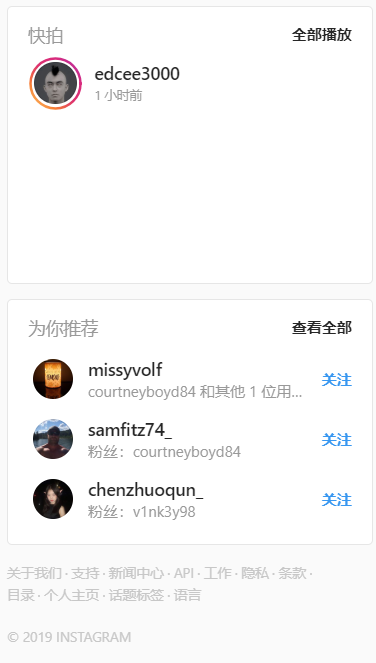 快拍 全部播放
edcee3000
1 小时前
为你推荐 查看全部
missyvolf
courtneyboyd84 和其他 1 位用... 关注
samfitz74_
粉丝：courtneyboyd84 关注
chenzhuoqun_
粉丝：v1nk3y98 关注
关于我们 · 支持 · 新闻中心 · API · 工作 · 隐私 · 条款 ·
目录 · 个人主页 · 话题标签 · 语言
© 2019 INSTAGRAM